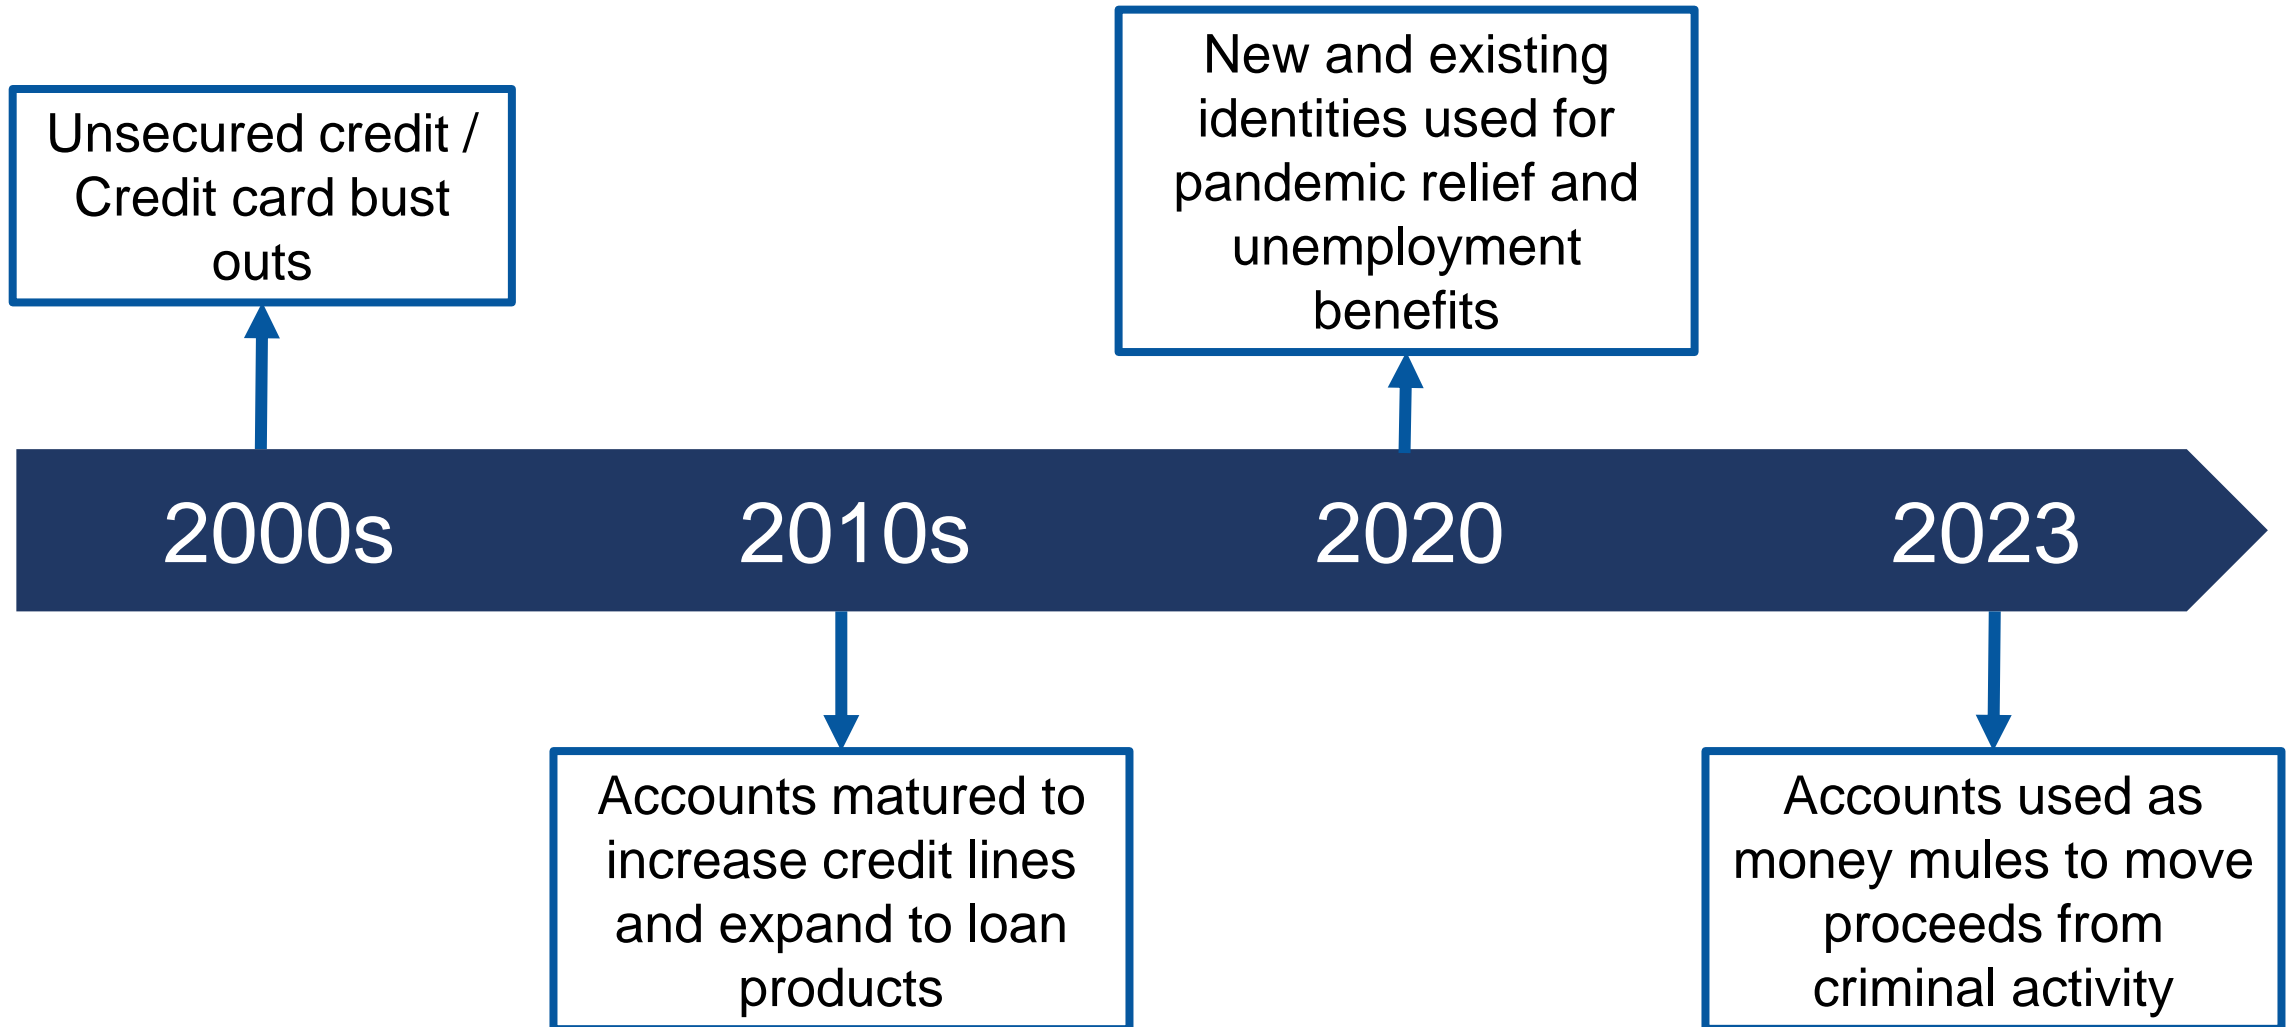 Unsecured credit /
Credit card bust
outs
New and existing
identities used for
pandemic relief and
unemployment
benefits
2000s
2010s
2020
2023
Accounts matured to
increase credit lines
and expand to loan
products
Accounts used as
money mules to move
proceeds from
criminal activity